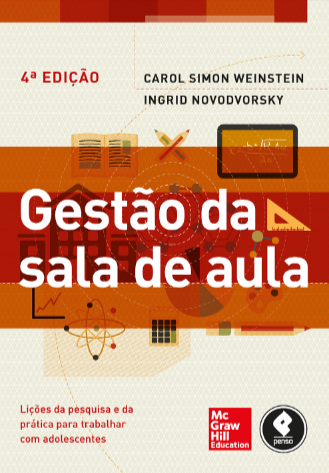 4ª EDIÇÃO
CAROL SIMON WEINSTEIN
INGRID NOVODVORSKY
Gestão da
sala de aula
Lições da pesquisa e da
prática para trabalhar
com adolescentes
Mc
Graw
Hill
Education
penso